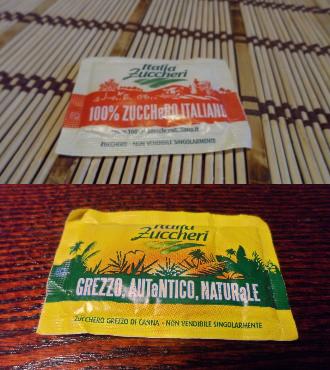 Italia
Zuccheri
100% ZUCCHeRO ITALIANO
ZUCCHERO - NON VENDIBILE SINGOLARMENTE
Italia
Zuccheri
GREZZO, AUTeNTICO, NATURaLE
ZUCCHERO GREZZO DI CANNA - NON VENDIBILE SINGOLARMENTE